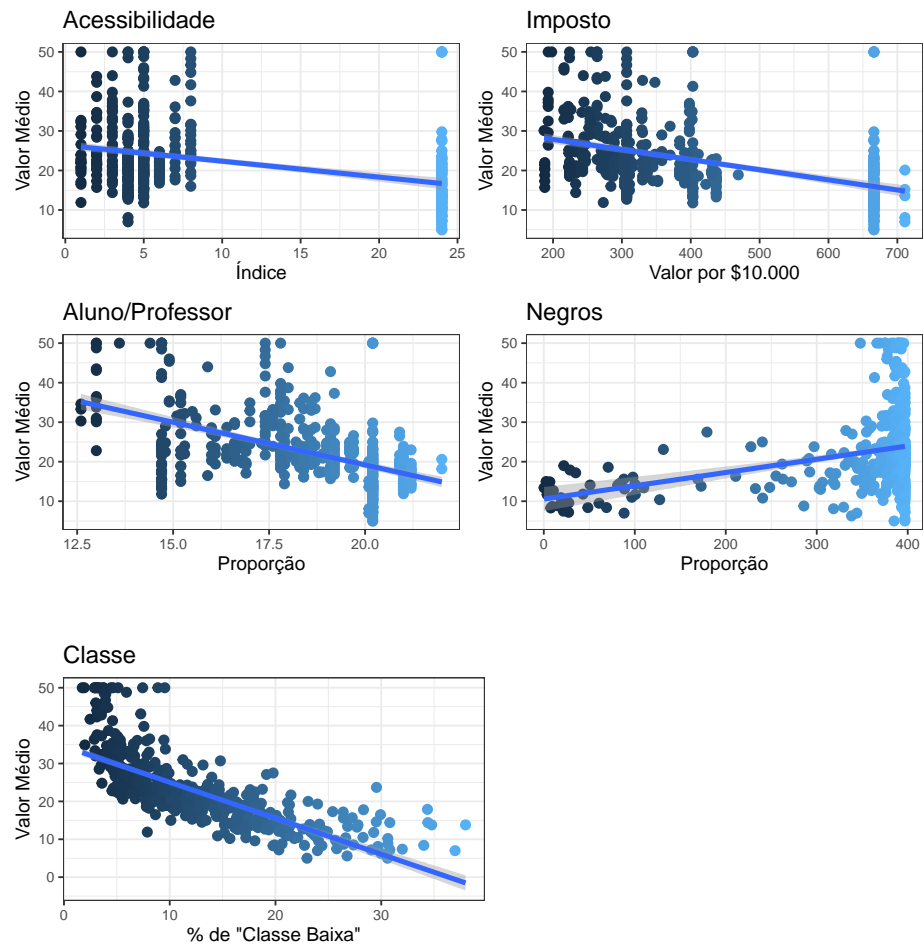 Acessibilidade
Valor Médio
50
40
30
20
10
0 5 10 15 20 25
Índice
Imposto
Valor Médio
50
40
30
20
10
200 300 400 500 600 700
Valor por $10.000
Aluno/Professor
Valor Médio
50
40
30
20
10
12.5 15.0 17.5 20.0
Proporção
Negros
Valor Médio
50
40
30
20
10
0 100 200 300 400
Proporção
Classe
Valor Médio
50
40
30
20
10
0
0 10 20 30
% de "Classe Baixa"